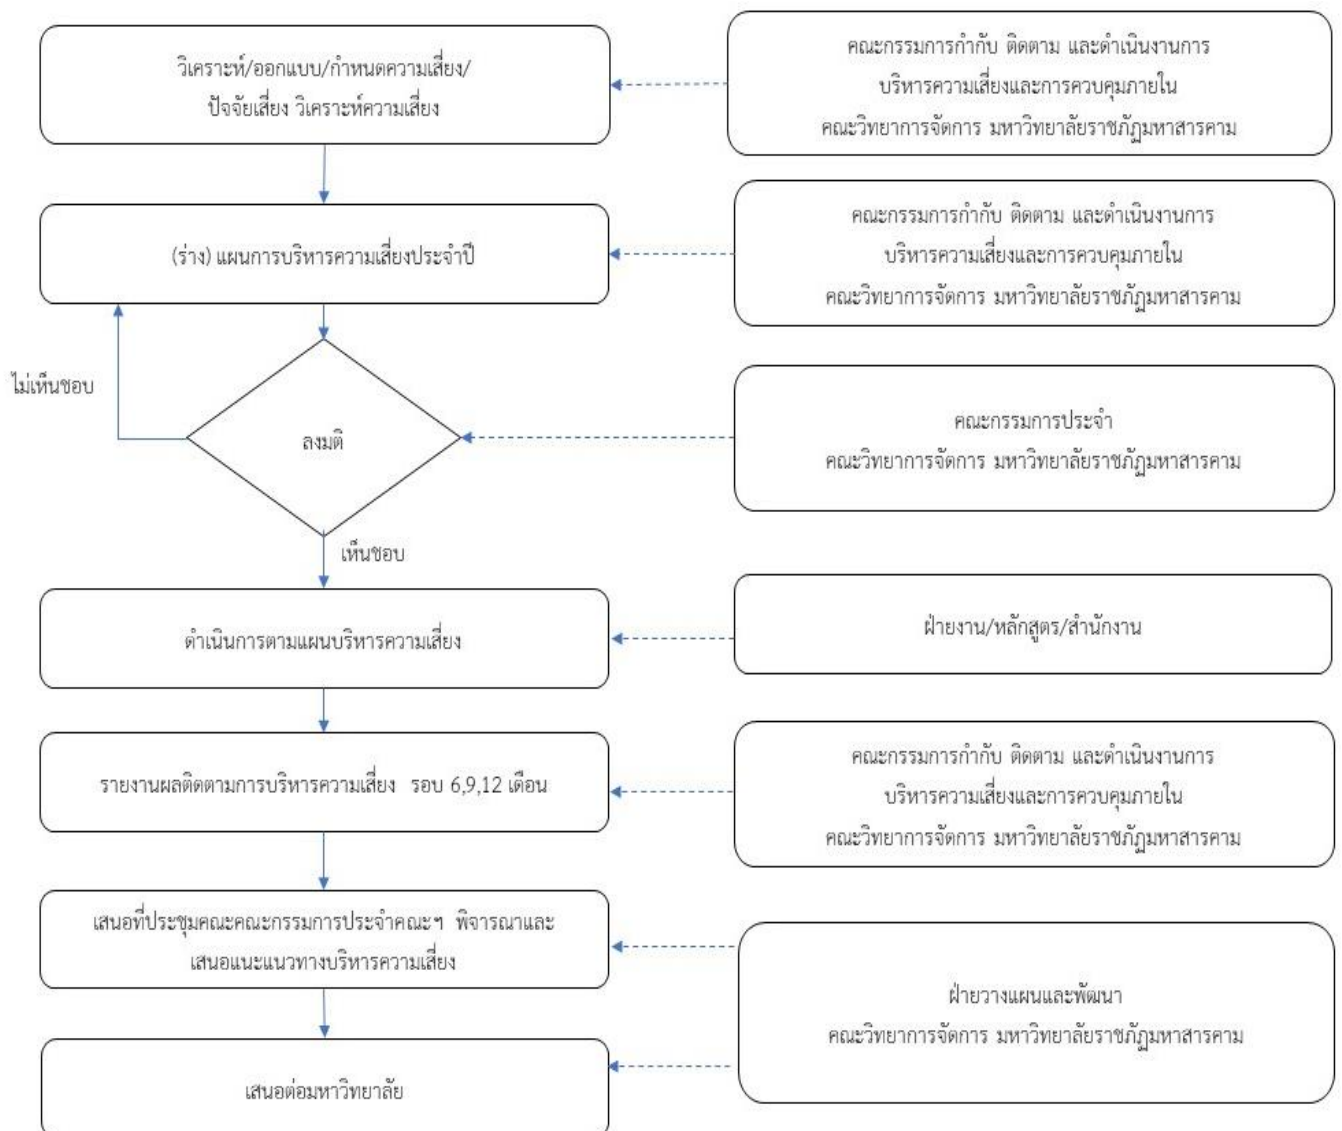 วิเคราะห์/ออกแบบ/กำหนดความเสี่ยง/
ปัจจัยเสี่ยง วิเคราะห์ความเสี่ยง
คณะกรรมการกำกับ ติดตาม และดำเนินงานการ
บริหารความเสี่ยงและการควบคุมภายใน
คณะวิทยาการจัดการ มหาวิทยาลัยราชภัฏมหาสารคาม
(ร่าง) แผนการบริหารความเสี่ยงประจำปี
คณะกรรมการกำกับ ติดตาม และดำเนินงานการ
บริหารความเสี่ยงและการควบคุมภายใน
คณะวิทยาการจัดการ มหาวิทยาลัยราชภัฏมหาสารคาม
ไม่เห็นชอบ
ลงมติ
คณะกรรมการประจำ
คณะวิทยาการจัดการ มหาวิทยาลัยราชภัฏมหาสารคาม
เห็นชอบ
ดำเนินการตามแผนบริหารความเสี่ยง
ฝ่ายงาน/หลักสูตร/สำนักงาน
รายงานผลติดตามการบริหารความเสี่ยง รอบ 6,9,12 เดือน
คณะกรรมการกำกับ ติดตาม และดำเนินงานการ
บริหารความเสี่ยงและการควบคุมภายใน
คณะวิทยาการจัดการ มหาวิทยาลัยราชภัฏมหาสารคาม
เสนอที่ประชุมคณะคณะกรรมการประจำคณะฯ พิจารณาและ
เสนอแนะแนวทางบริหารความเสี่ยง
ฝ่ายวางแผนและพัฒนา
คณะวิทยาการจัดการ มหาวิทยาลัยราชภัฏมหาสารคาม
เสนอต่อมหาวิทยาลัย